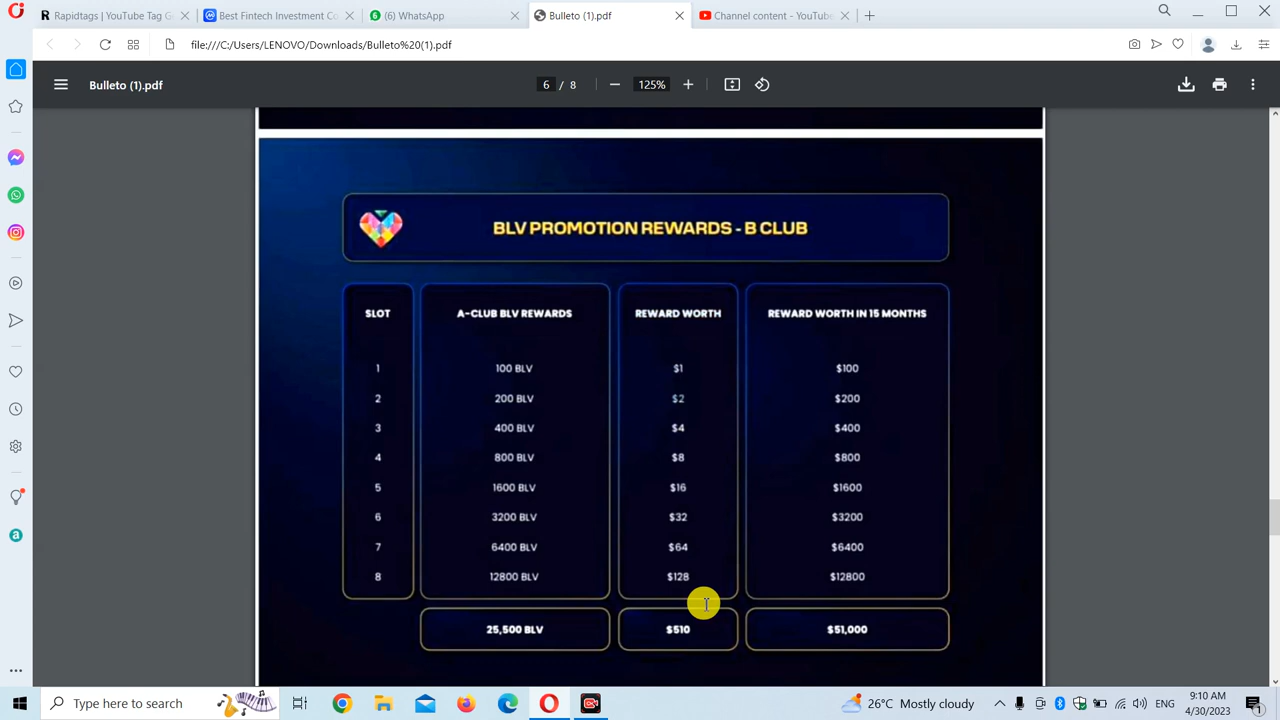 Rapidtags | YouTube Tag G
Best Fintech Investment Co
(6) WhatsApp
Bulleto (1).pdf
Channel content - YouTube
file:///C:/Users/LENOVO/Downloads/Bulleto%20(1).pdf
Bulleto (1).pdf
6 / 8
125%
BLV PROMOTION REWARDS - B CLUB
SLOT A-CLUB BLV REWARDS REWARD WORTH REWARD WORTH IN 15 MONTHS
1 100 BLV $1 $100
2 200 BLV $2 $200
3 400 BLV $4 $400
4 800 BLV $8 $800
5 1600 BLV $16 $1600
6 3200 BLV $32 $3200
7 6400 BLV $64 $6400
8 12800 BLV $128 $12800
25,500 BLV $510 $51,000
Type here to search
26°C Mostly cloudy
ENG
9:10 AM
4/30/2023
1